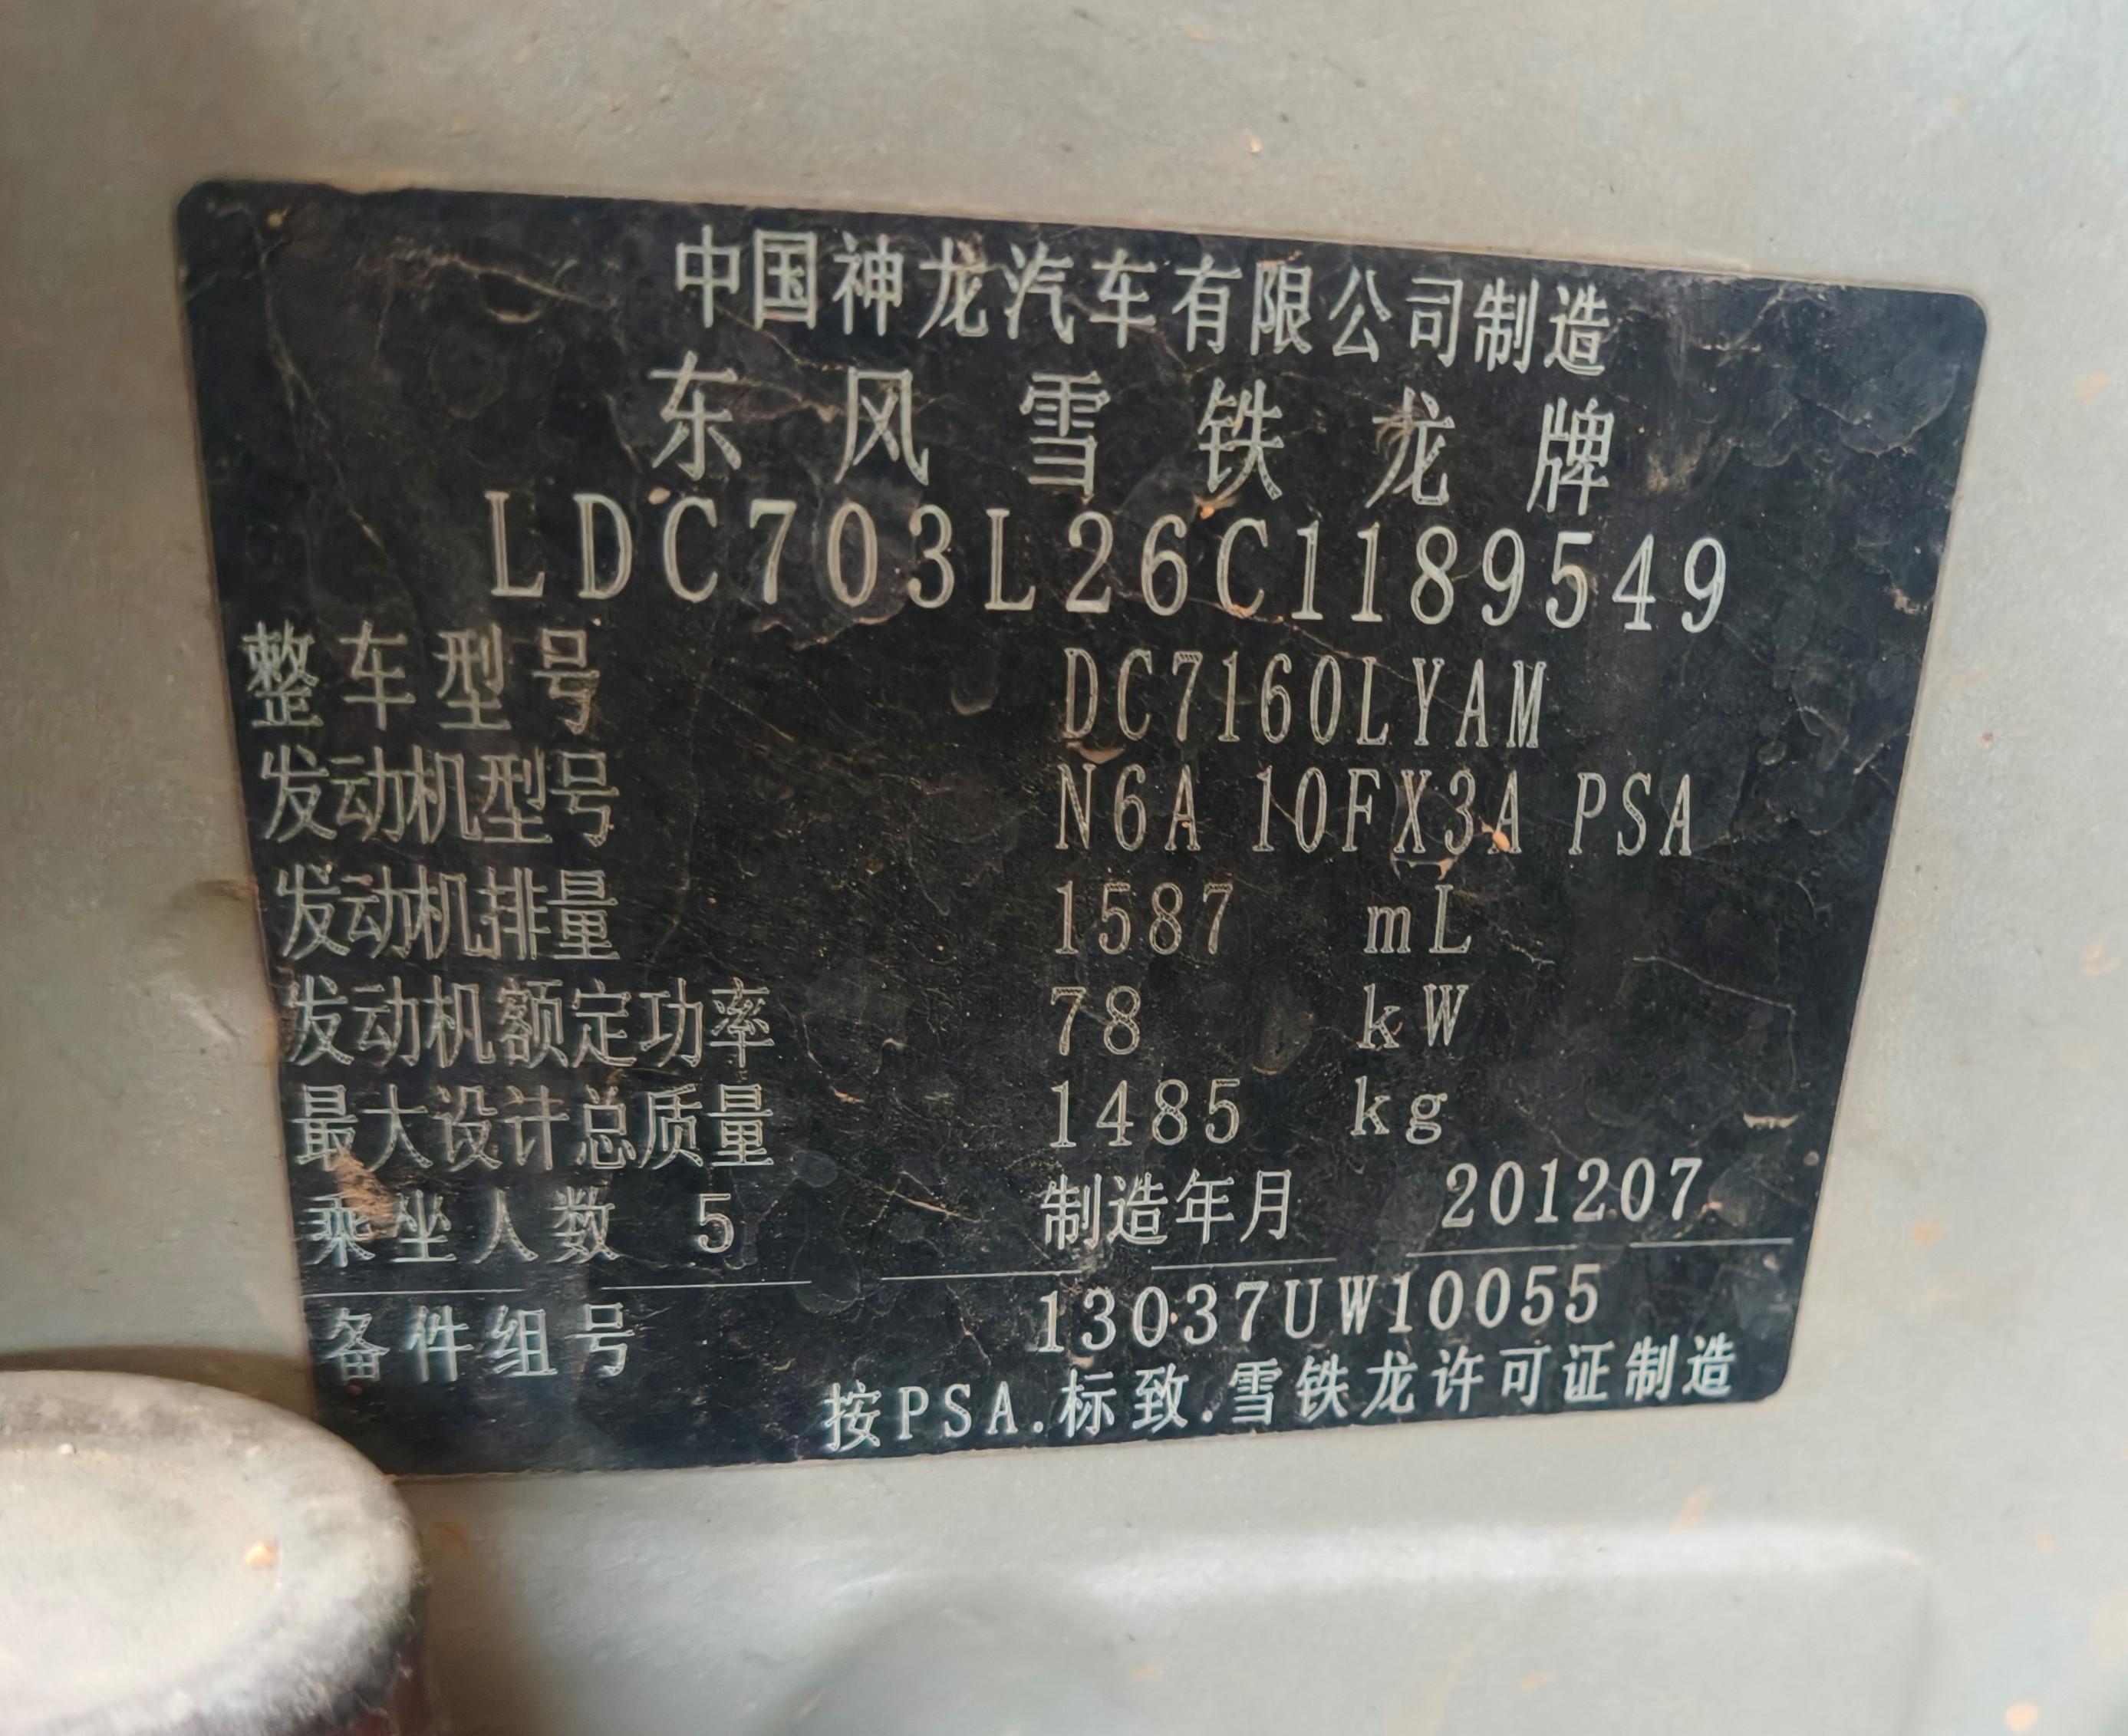 中国神龙汽车有限公司制造
东风雪铁龙牌
LDC703L26C1189549
整车型号 DC7160LYAM
发动机型号 N6A 10FX3A PSA
发动机排量 1587 mL
发动机额定功率 78 kW
最大设计总质量 1485 kg
乘坐人数 5 制造年月 201207
备件组号 13037UW10055
按PSA.标致.雪铁龙许可证制造